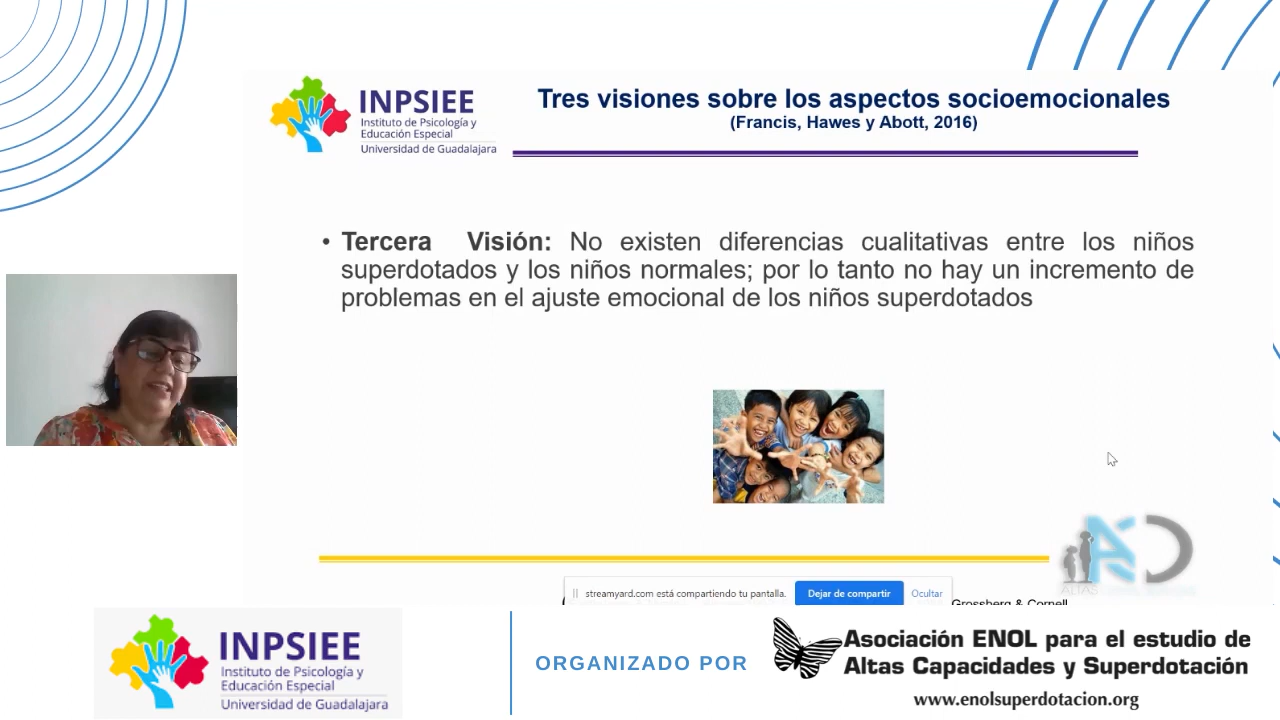 INPSIEE
Instituto de Psicología y
Educación Especial
Universidad de Guadalajara
Tres visiones sobre los aspectos socioemocionales
(Francis, Hawes y Abott, 2016)
• Tercera Visión: No existen diferencias cualitativas entre los niños
superdotados y los niños normales; por lo tanto no hay un incremento de
problemas en el ajuste emocional de los niños superdotados
ALTAS
streamyard.com está compartiendo tu pantalla.
Dejar de compartir
Ocultar
Grossberg & Cornell
INPSIEE
Instituto de Psicología y
Educación Especial
Universidad de Guadalajara
ORGANIZADO POR
Asociación ENOL para el estudio de
Altas Capacidades y Superdotación
www.enolsuperdotacion.org